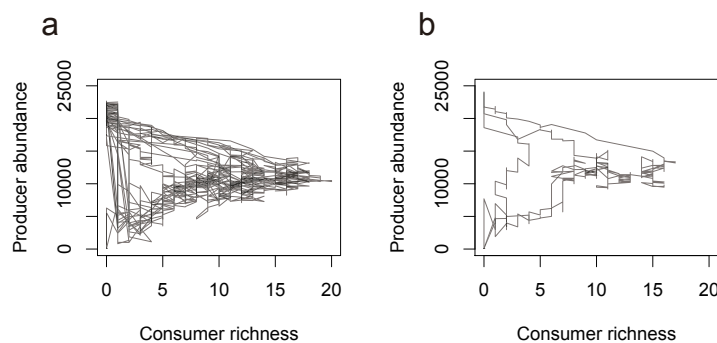 a
b
Producer abundance
25000
10000
0
0 5 10 15 20
Consumer richness
Producer abundance
25000
10000
0
0 5 10 15 20
Consumer richness